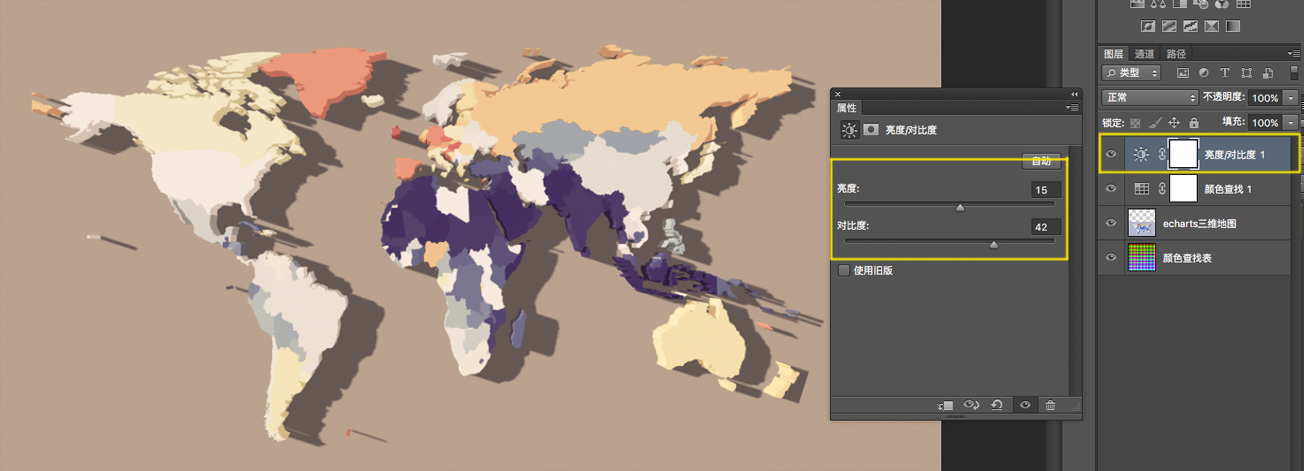 图层 通道 路径
类型
正常 不透明度: 100%
锁定: 填充: 100%
亮度/对比度 1
颜色查找 1
echarts三维地图
颜色查找表
属性
亮度/对比度
自动
亮度: 15
对比度: 42
使用旧版